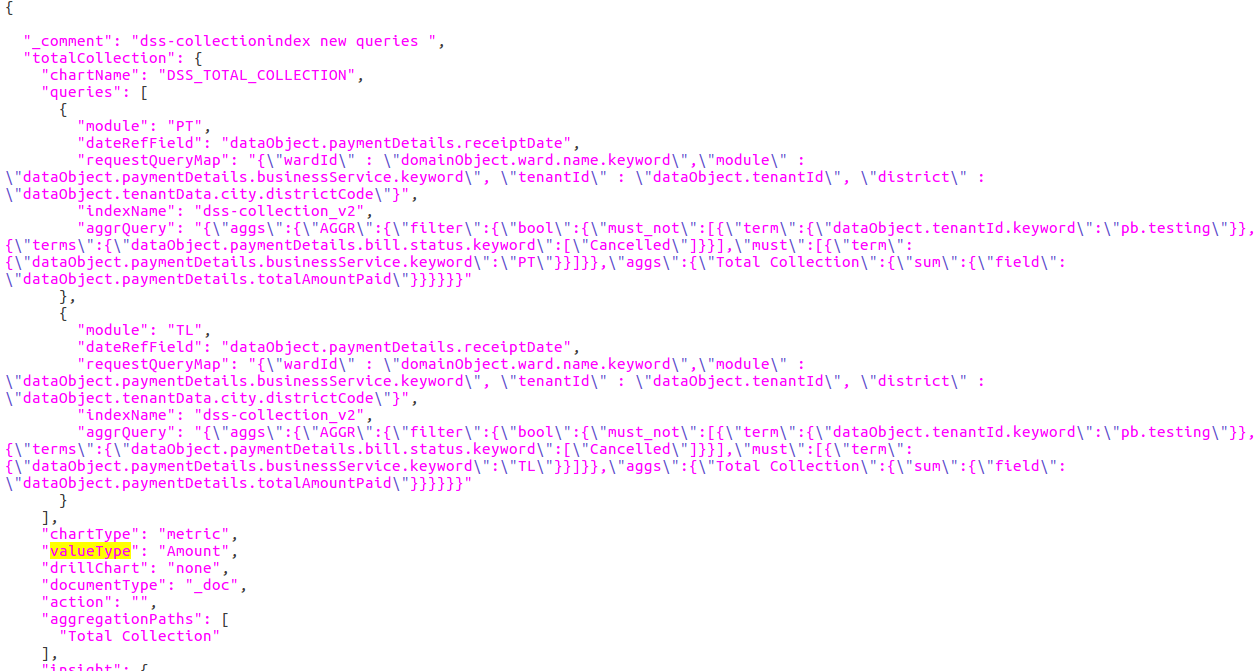 {
"_comment": "dss-collectionindex new queries ",
"totalCollection": {
"chartName": "DSS_TOTAL_COLLECTION",
"queries": [
{
"module": "PT",
"dateRefField": "dataObject.paymentDetails.receiptDate",
"requestQueryMap": "{\"wardId\" : \"domainObject.ward.name.keyword\",\"module\" :
\"dataObject.paymentDetails.businessService.keyword\", \"tenantId\" : \"dataObject.tenantId\", \"district\" :
\"dataObject.tenantData.city.districtCode\"}",
"indexName": "dss-collection_v2",
"aggrQuery": "{\"aggs\":{\"AGGR\":{\"filter\":{\"bool\":{\"must_not\":[{\"term\":{\"dataObject.tenantId.keyword\":\"pb.testing\"}},
{\"terms\":{\"dataObject.paymentDetails.bill.status.keyword\":[\"Cancelled\"]}}],\"must\":[{\"term\":
{\"dataObject.paymentDetails.businessService.keyword\":\"PT\"}}]}},\"aggs\":{\"Total Collection\":{\"sum\":{\"field\":
\"dataObject.paymentDetails.totalAmountPaid\"}}}}}}"
},
{
"module": "TL",
"dateRefField": "dataObject.paymentDetails.receiptDate",
"requestQueryMap": "{\"wardId\" : \"domainObject.ward.name.keyword\",\"module\" :
\"dataObject.paymentDetails.businessService.keyword\", \"tenantId\" : \"dataObject.tenantId\", \"district\" :
\"dataObject.tenantData.city.districtCode\"}",
"indexName": "dss-collection_v2",
"aggrQuery": "{\"aggs\":{\"AGGR\":{\"filter\":{\"bool\":{\"must_not\":[{\"term\":{\"dataObject.tenantId.keyword\":\"pb.testing\"}},
{\"terms\":{\"dataObject.paymentDetails.bill.status.keyword\":[\"Cancelled\"]}}],\"must\":[{\"term\":
{\"dataObject.paymentDetails.businessService.keyword\":\"TL\"}}]}},\"aggs\":{\"Total Collection\":{\"sum\":{\"field\":
\"dataObject.paymentDetails.totalAmountPaid\"}}}}}}"
}
],
"chartType": "metric",
"valueType": "Amount",
"drillChart": "none",
"documentType": "_doc",
"action": "",
"aggregationPaths": [
"Total Collection"
],
"insight": {